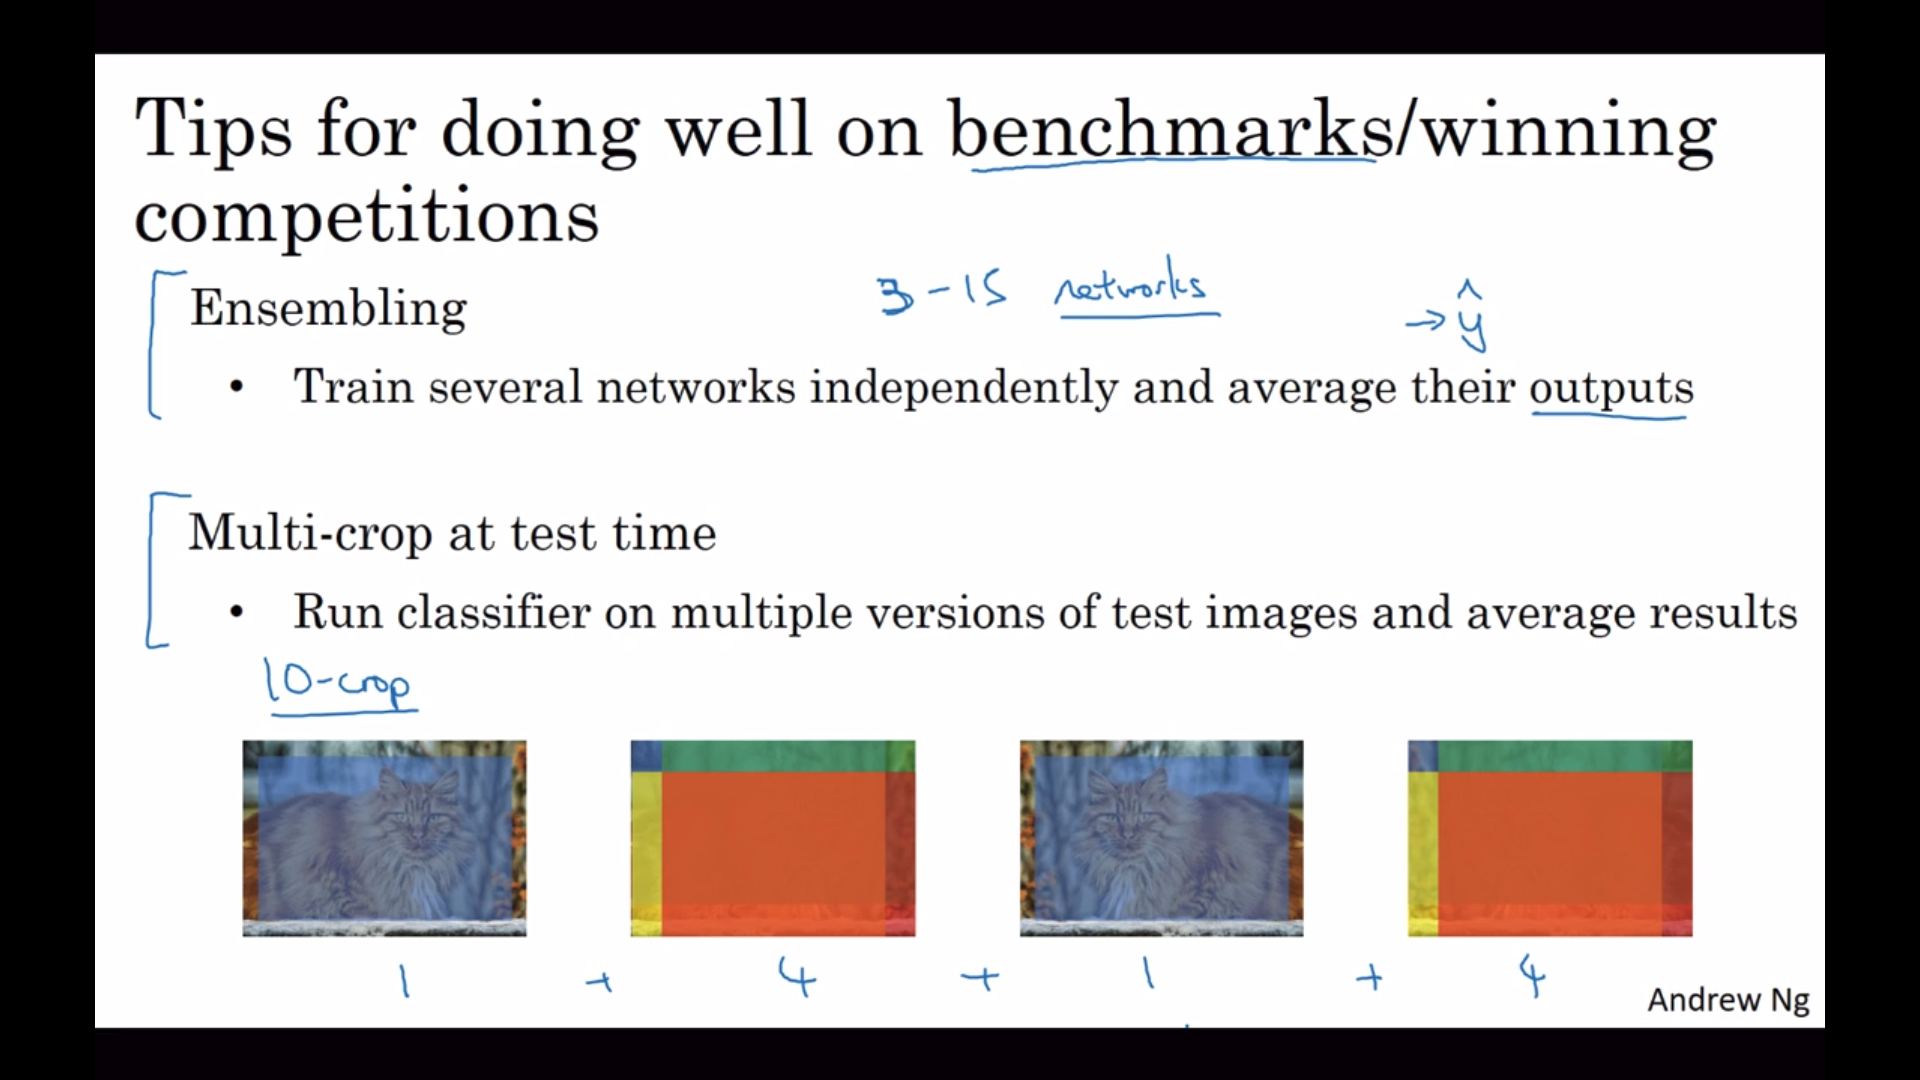 Tips for doing well on benchmarks/winning
competitions
Ensembling
3-15 networks
→ ŷ
• Train several networks independently and average their outputs
Multi-crop at test time
• Run classifier on multiple versions of test images and average results
10-crop
1 + 4 + 1 + 4
Andrew Ng